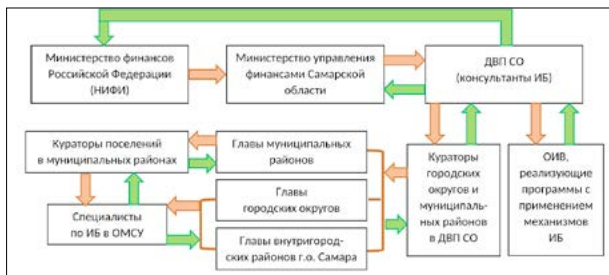 Министерство финансов
Российской Федерации
(НИФИ)
Министерство управления
финансами Самарской
области
ДВП СО
(консультанты ИБ)
Кураторы поселений
в муниципальных районах
Главы муниципальных
районов
Кураторы
городских
округов и
муниципаль-
ных районов
в ДВП СО
ОИВ,
реализующие
программы с
применением
механизмов
ИБ
Главы
городских округов
Специалисты
по ИБ в ОМСУ
Главы внутригород-
ских районов г.о. Самара